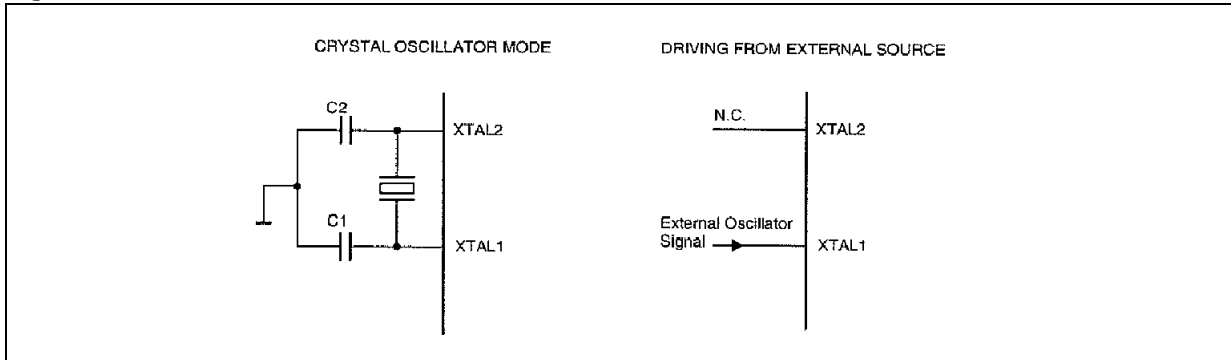 CRYSTAL OSCILLATOR MODE
C2
XTAL2
C1
XTAL1
DRIVING FROM EXTERNAL SOURCE
N.C.
XTAL2
External Oscillator
Signal
XTAL1